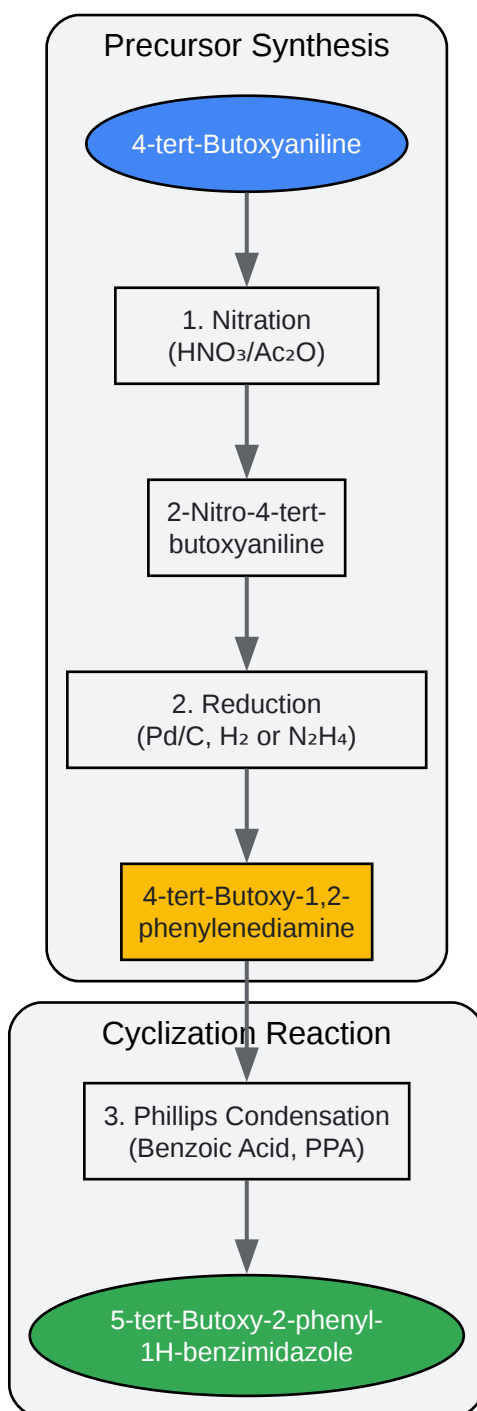 Precursor Synthesis
4-tert-Butoxyaniline
1. Nitration
(HNO₃/Ac₂O)
2-Nitro-4-tert-
butoxyaniline
2. Reduction
(Pd/C, H₂ or N₂H₄)
4-tert-Butoxy-1,2-
phenylenediamine
Cyclization Reaction
3. Phillips Condensation
(Benzoic Acid, PPA)
5-tert-Butoxy-2-phenyl-
1H-benzimidazole